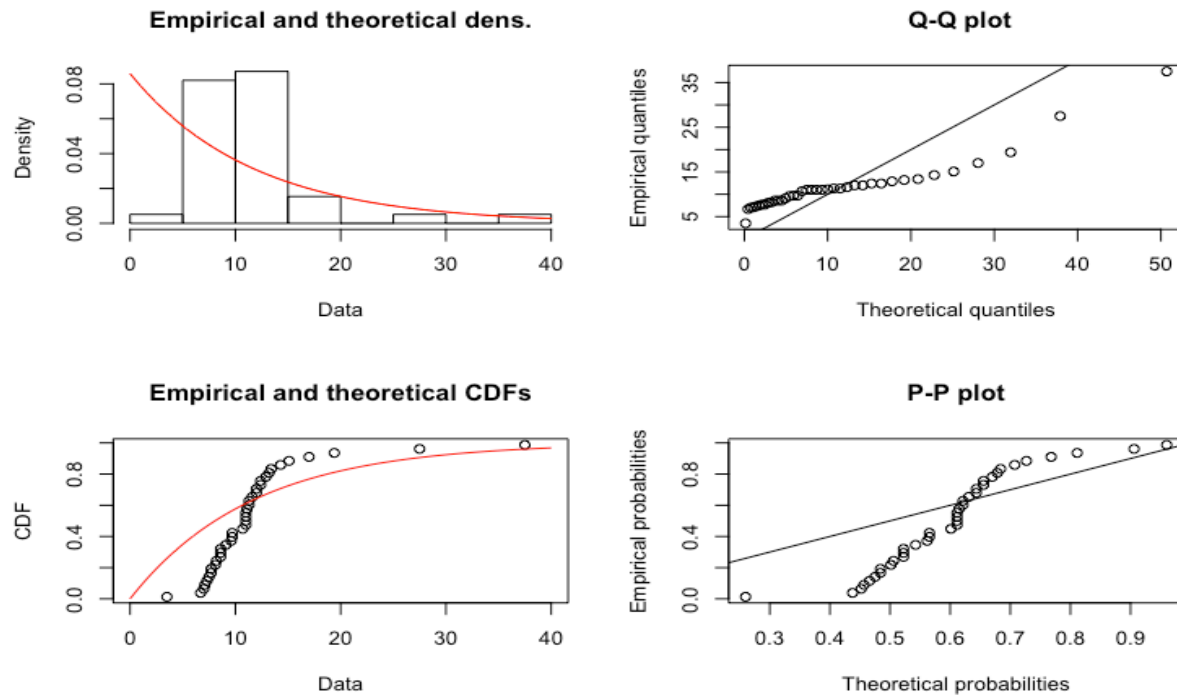 Empirical and theoretical dens.
Density
0.00 0.04 0.08
0 10 20 30 40
Data
Q-Q plot
Empirical quantiles
5 15 25 35
0 10 20 30 40 50
Theoretical quantiles
Empirical and theoretical CDFs
CDF
0.0 0.4 0.8
0 10 20 30 40
Data
P-P plot
Empirical probabilities
0.0 0.4 0.8
0.3 0.4 0.5 0.6 0.7 0.8 0.9
Theoretical probabilities